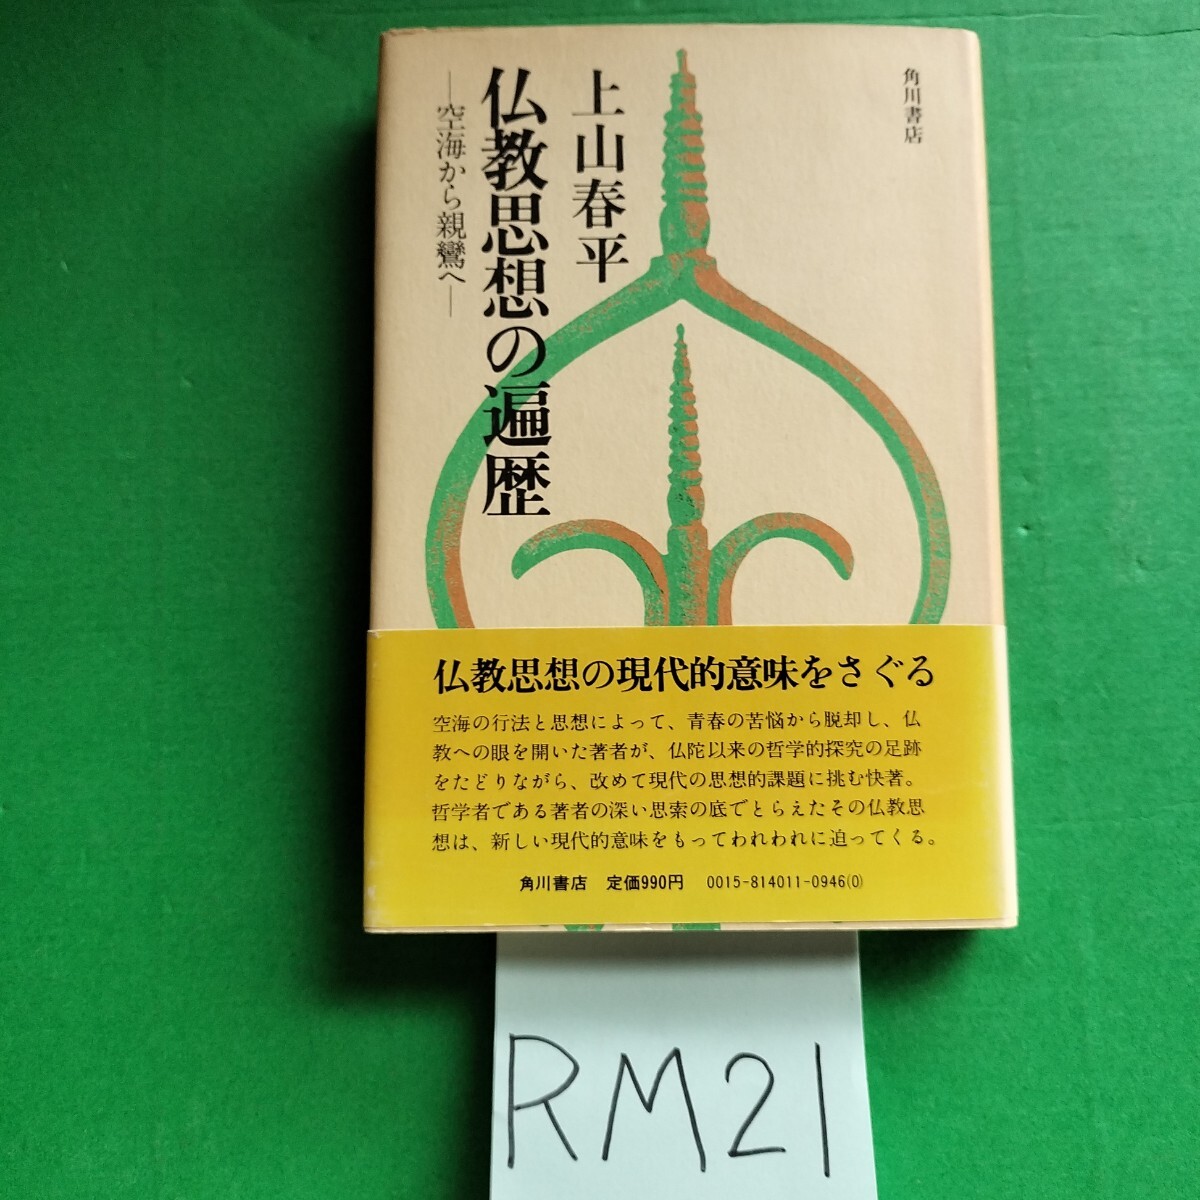 角川書店
上山春平
仏教思想の遍歴
―空海から親鸞へ―
仏教思想の現代的意味をさぐる
空海の行法と思想によって、青春の苦悩から脱却し、仏
教への眼を開いた著者が、仏陀以来の哲学的探究の足跡
をたどりながら、改めて現代の思想的課題に挑む快著。
哲学者である著者の深い思索の底でとらえたその仏教思
想は、新しい現代的意味をもってわれわれに迫ってくる。
角川書店 定価990円 0015-814011-0946(0)
RM21